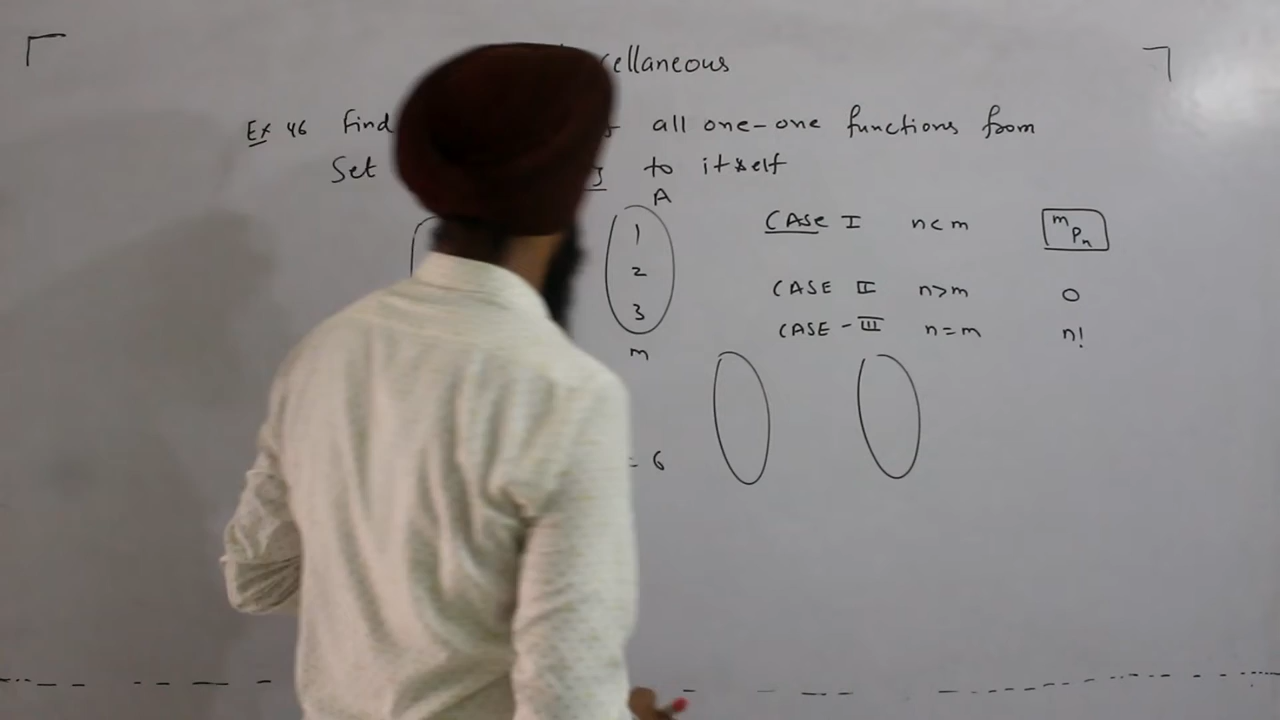 cellaneous
Ex 46 Find all one-one functions from
Set to itself
A
1
2
3
m
= 6
CASE I n<m mPn
CASE II n>m 0
CASE - III n=m n!